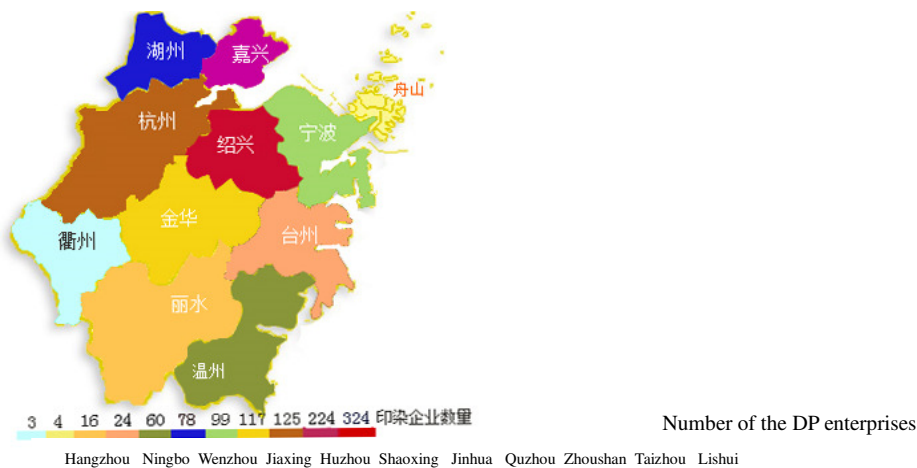 湖州
嘉兴
舟山
杭州
绍兴
宁波
金华
衢州
台州
丽水
温州
3 4 16 24 60 78 99 117 125 224 324 印染企业数量
Number of the DP enterprises
Hangzhou Ningbo Wenzhou Jiaxing Huzhou Shaoxing Jinhua Quzhou Zhoushan Taizhou Lishui